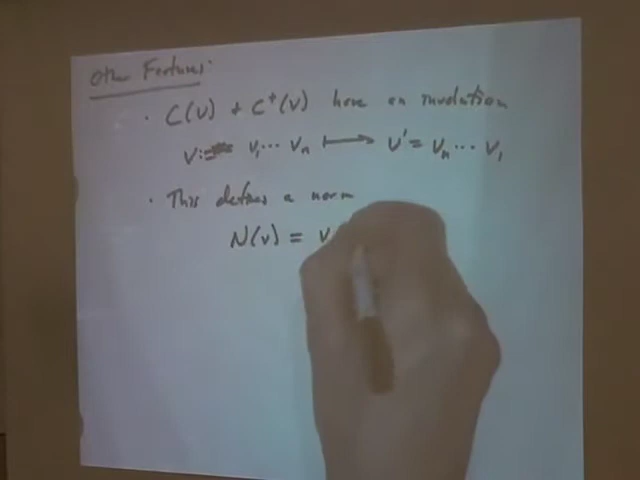 Other Features:
· C(V) + C⁺(V) have an involution
v = v₁ ··· vₙ ⟼ v' = vₙ ··· v₁
· This defines a norm
N(v) = v